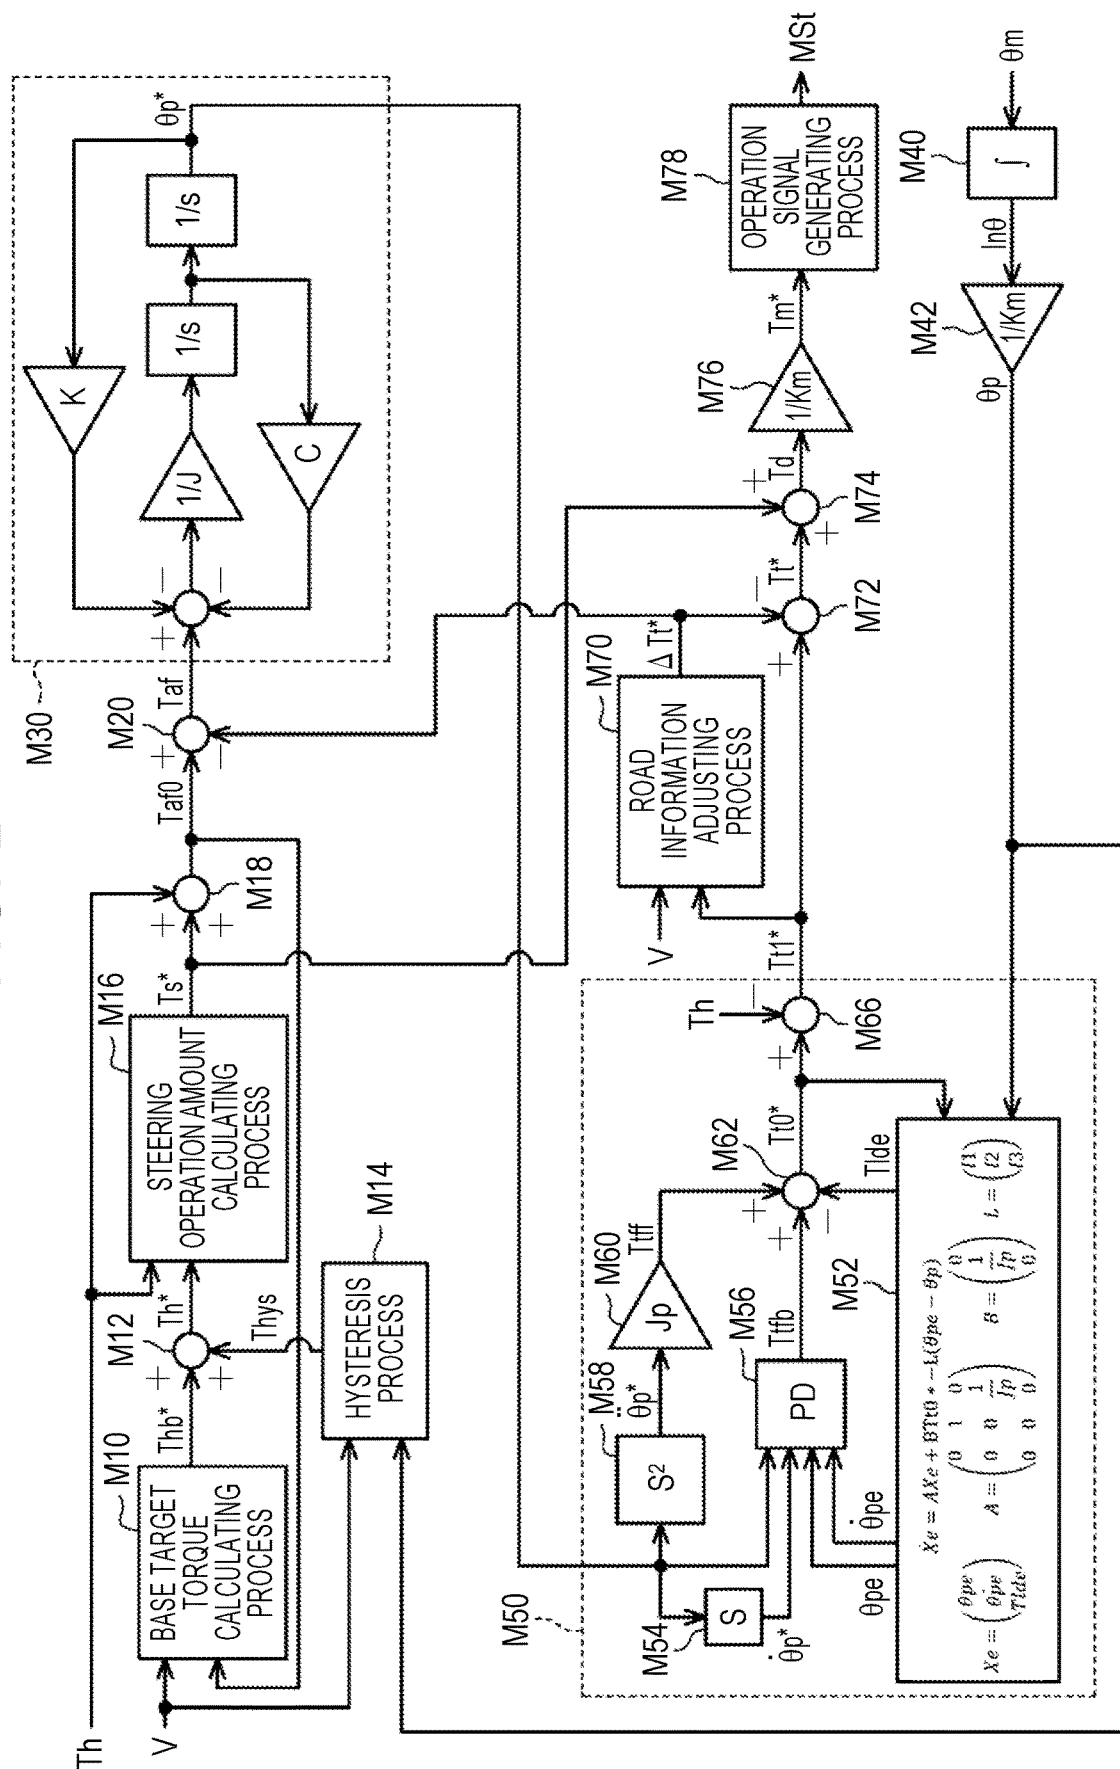 Th
V
M10
BASE TARGET
TORQUE
CALCULATING
PROCESS
Thb*
M12
Th*
Thys
HYSTERESIS
PROCESS
M14
M16
STEERING
OPERATION AMOUNT
CALCULATING
PROCESS
Ts*
M18
Taf0
M20
Taf
M30
K
1/J
C
1/s
1/s
θp*
+
+
+
+
+
−
+
−
−
M50
M54
S
θ̇p*
M58
S²
θ̈p*
M60
Jp
Ttff
M56
PD
Ttfb
θpe
θ̇pe
M62
Tt0*
Tlde
M52
+
+
−
Th
−
+
M66
Tt1*
V
M70
ROAD
INFORMATION
ADJUSTING
PROCESS
ΔTt*
−
+
M72
Tt*
+
+
M74
Td
M76
1/Km
Tm*
M78
OPERATION
SIGNAL
GENERATING
PROCESS
MSt
θm
M40
∫
Inθ
M42
1/Km
θp